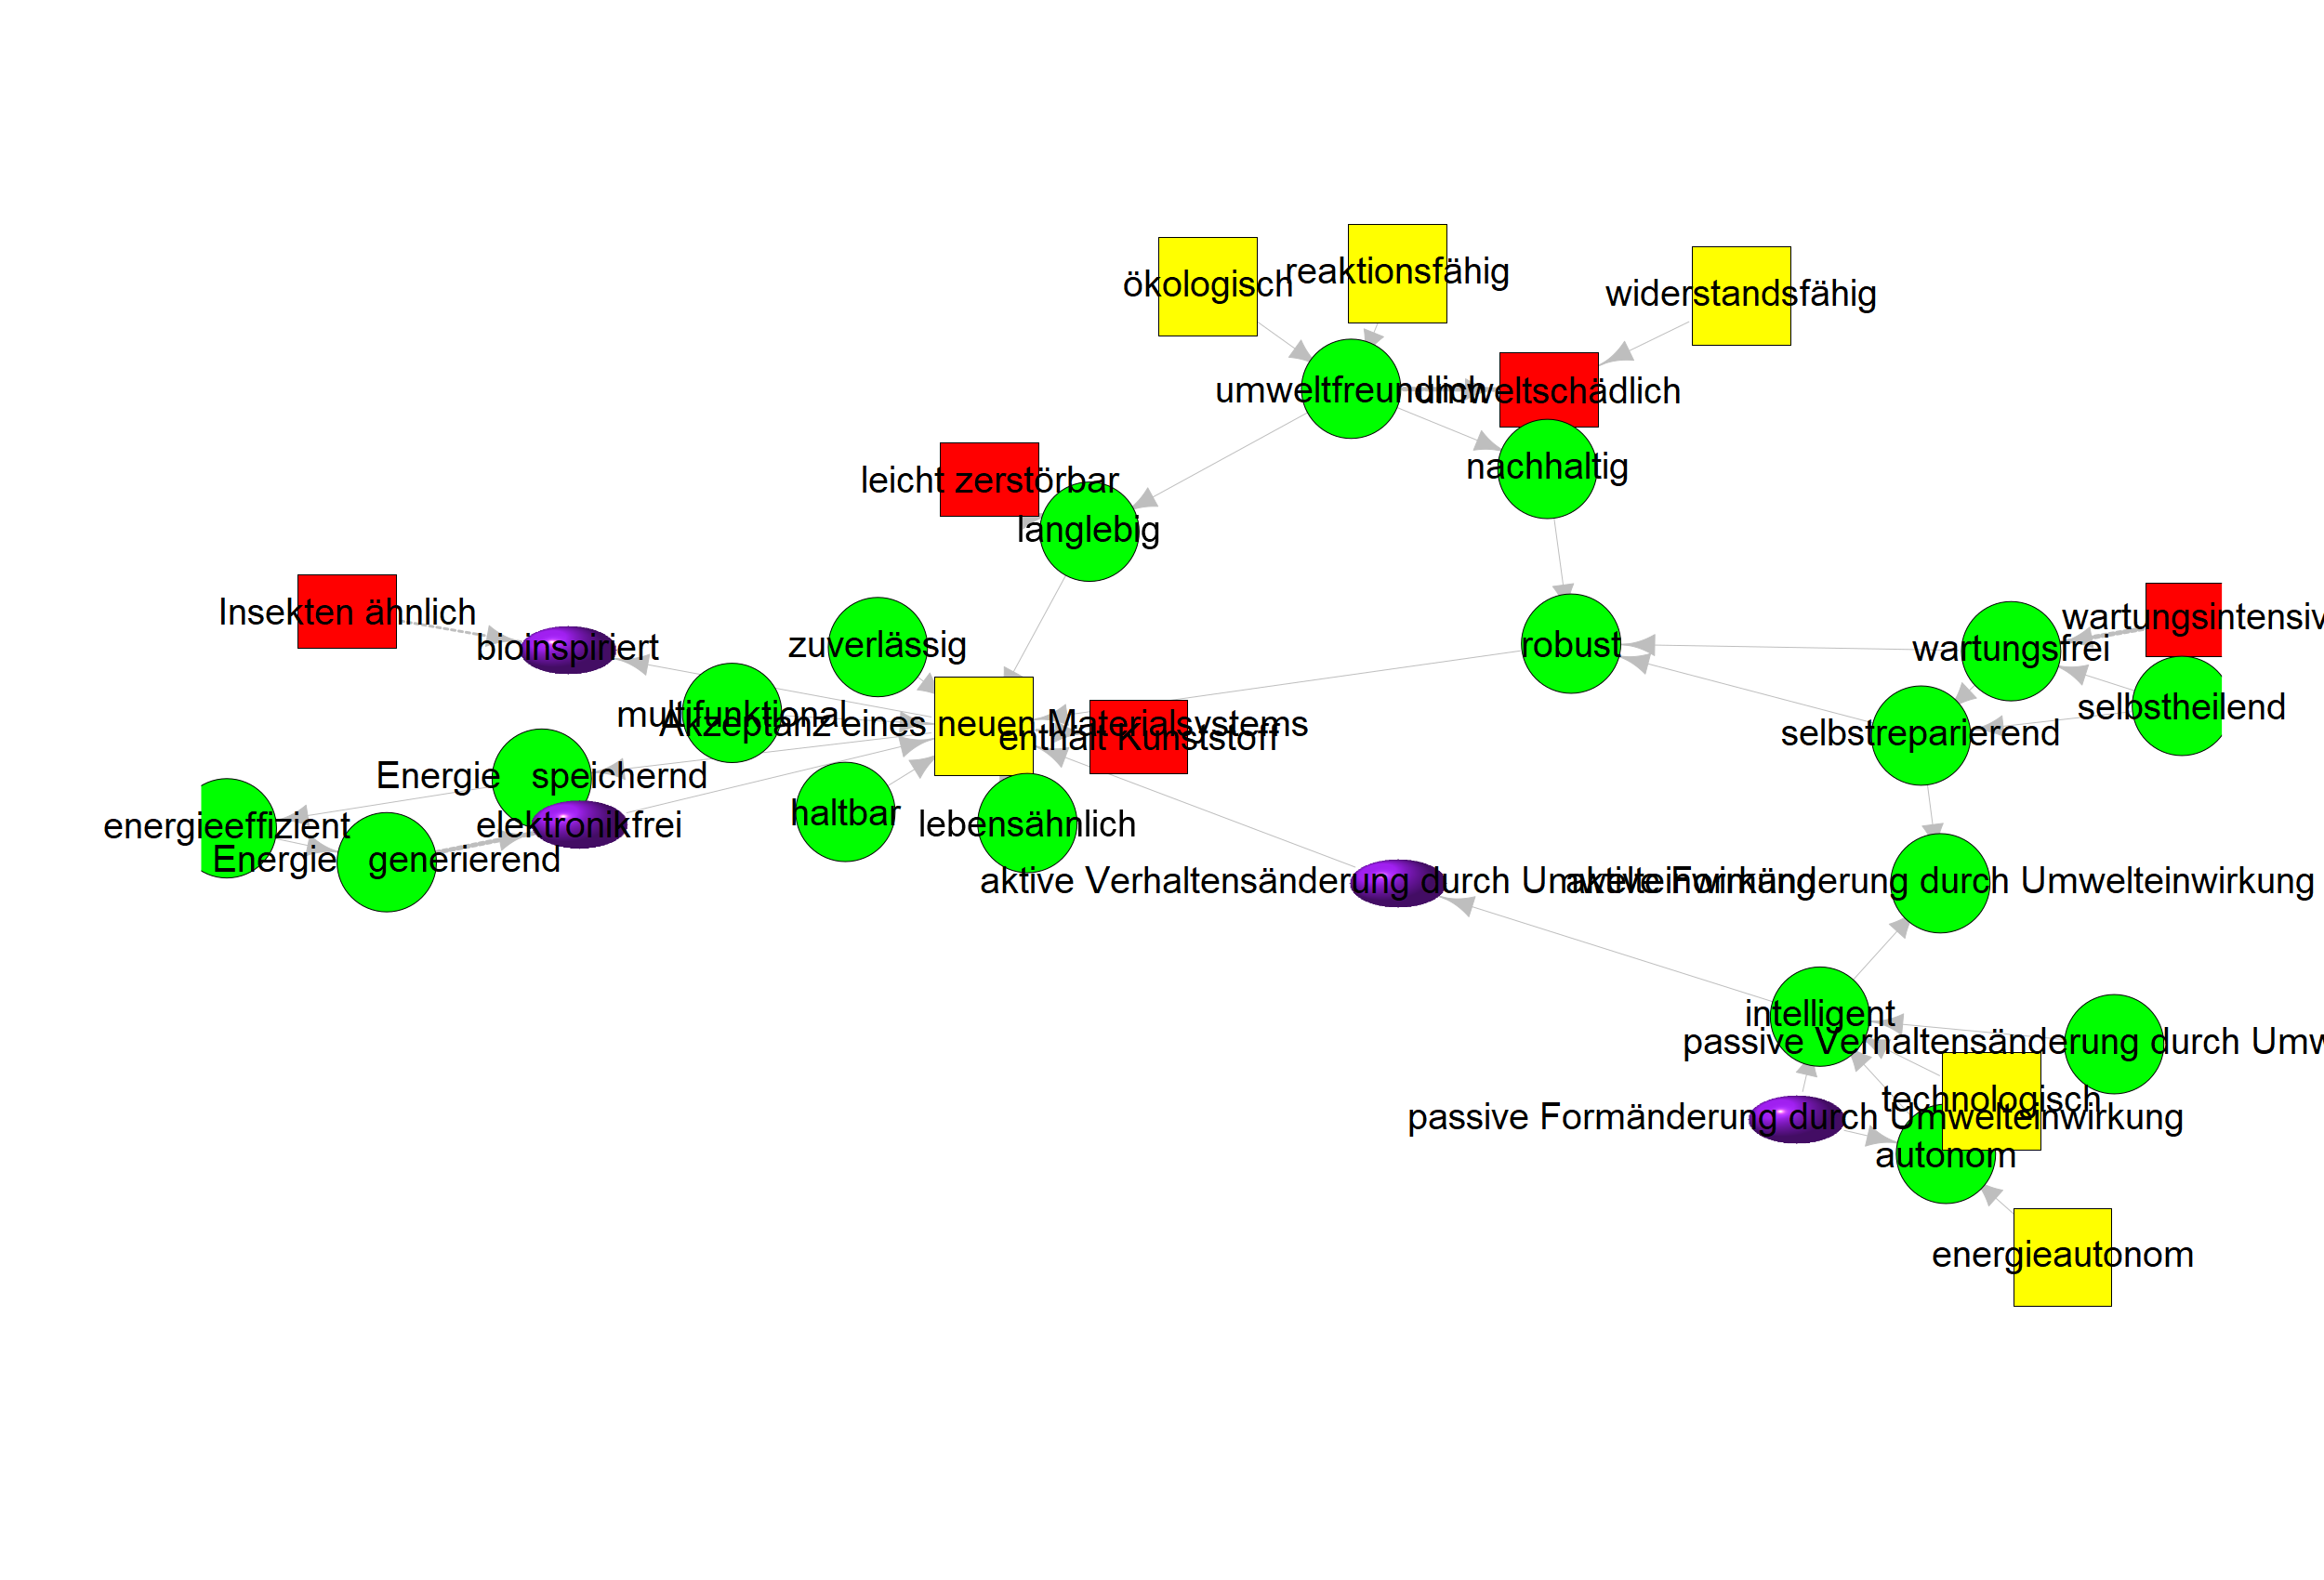 ökologisch
reaktionsfähig
widerstandsfähig
umweltfreundlich
umweltschädlich
nachhaltig
leicht zerstörbar
langlebig
Insekten ähnlich
bioinspiriert
zuverlässig
robust
wartungsfrei
wartungsintensiv
selbstheilend
multifunktional
Akzeptanz eines neuen Materialsystems
enthält Kunststoff
selbstreparierend
Energie speichernd
energieeffizient
elektronikfrei
haltbar
lebensähnlich
Energie generierend
aktive Verhaltensänderung durch Umwelteinwirkung
aktive Formänderung durch Umwelteinwirkung
intelligent
passive Verhaltensänderung durch Umw
technologisch
passive Formänderung durch Umwelteinwirkung
autonom
energieautonom